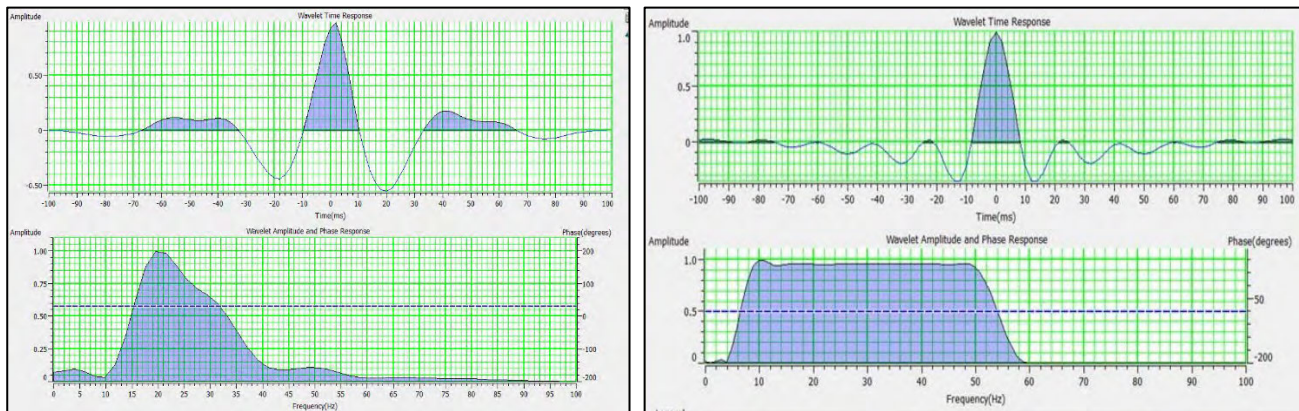 Amplitude Wavelet Time Response
0.50
0
-0.50
-100 -90 -80 -70 -60 -50 -40 -30 -20 -10 0 10 20 30 40 50 60 70 80 90 100
Time(ms)
Amplitude Wavelet Amplitude and Phase Response Phase(degrees)
1.00 200
0.75 100
0.50 0
0.25 -100
0 -200
0 5 10 15 20 25 30 35 40 45 50 55 60 65 70 75 80 85 90 95 100
Frequency(Hz)
Amplitude Wavelet Time Response
1.0
0.5
0
-100 -90 -80 -70 -60 -50 -40 -30 -20 -10 0 10 20 30 40 50 60 70 80 90 100
Time(ms)
Amplitude Wavelet Amplitude and Phase Response Phase(degrees)
1.0
0.5 50
0 -200
0 10 20 30 40 50 60 70 80 90 100
Frequency(Hz)